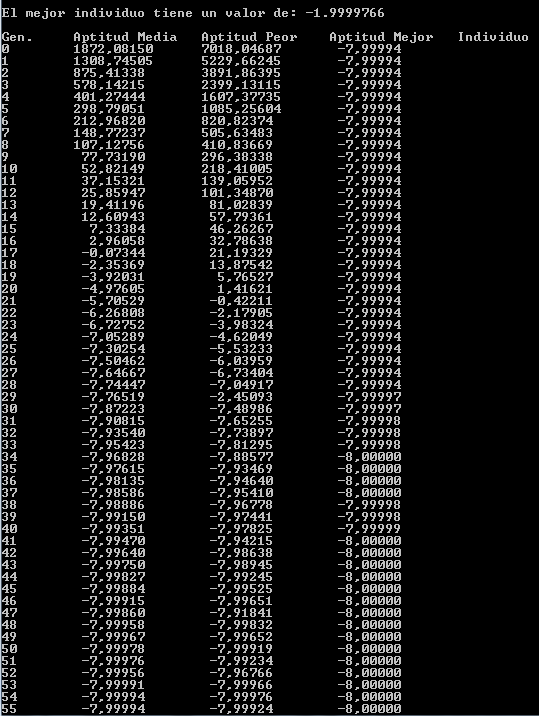 El mejor individuo tiene un valor de: -1.9999766
Gen. Aptitud Media Aptitud Peor Aptitud Mejor Individuo
0 1872,08150 7018,04687 -7,99994
1 1308,74505 5229,66245 -7,99994
2 875,41338 3891,86395 -7,99994
3 578,14215 2399,13115 -7,99994
4 401,27444 1607,37735 -7,99994
5 298,79051 1085,25604 -7,99994
6 212,96820 820,82374 -7,99994
7 148,77237 505,63483 -7,99994
8 107,12756 410,83669 -7,99994
9 77,73190 296,38338 -7,99994
10 52,82149 218,41005 -7,99994
11 37,15321 139,05952 -7,99994
12 25,85947 101,34870 -7,99994
13 19,41196 81,02839 -7,99994
14 12,60943 57,79361 -7,99994
15 7,33384 46,26267 -7,99994
16 2,96058 32,78638 -7,99994
17 -0,07344 21,19329 -7,99994
18 -2,35369 13,87542 -7,99994
19 -3,92031 5,76527 -7,99994
20 -4,97605 1,41621 -7,99994
21 -5,70529 -0,42211 -7,99994
22 -6,26808 -2,17905 -7,99994
23 -6,72752 -3,98324 -7,99994
24 -7,05289 -4,62049 -7,99994
25 -7,30254 -5,53233 -7,99994
26 -7,50462 -6,03959 -7,99994
27 -7,64667 -6,73404 -7,99994
28 -7,74447 -7,04917 -7,99994
29 -7,76519 -2,45093 -7,99997
30 -7,87223 -7,48986 -7,99997
31 -7,90815 -7,65255 -7,99998
32 -7,93540 -7,73897 -7,99998
33 -7,95423 -7,81295 -7,99998
34 -7,96828 -7,88577 -8,00000
35 -7,97615 -7,93469 -8,00000
36 -7,98135 -7,94640 -8,00000
37 -7,98586 -7,95410 -8,00000
38 -7,98886 -7,96778 -7,99998
39 -7,99150 -7,97441 -7,99998
40 -7,99351 -7,97825 -7,99999
41 -7,99470 -7,94215 -8,00000
42 -7,99640 -7,98638 -8,00000
43 -7,99750 -7,98945 -8,00000
44 -7,99827 -7,99245 -8,00000
45 -7,99884 -7,99525 -8,00000
46 -7,99915 -7,99651 -8,00000
47 -7,99860 -7,91841 -8,00000
48 -7,99958 -7,99832 -8,00000
49 -7,99967 -7,99652 -8,00000
50 -7,99978 -7,99919 -8,00000
51 -7,99976 -7,99234 -8,00000
52 -7,99956 -7,96766 -8,00000
53 -7,99991 -7,99966 -8,00000
54 -7,99994 -7,99976 -8,00000
55 -7,99994 -7,99924 -8,00000